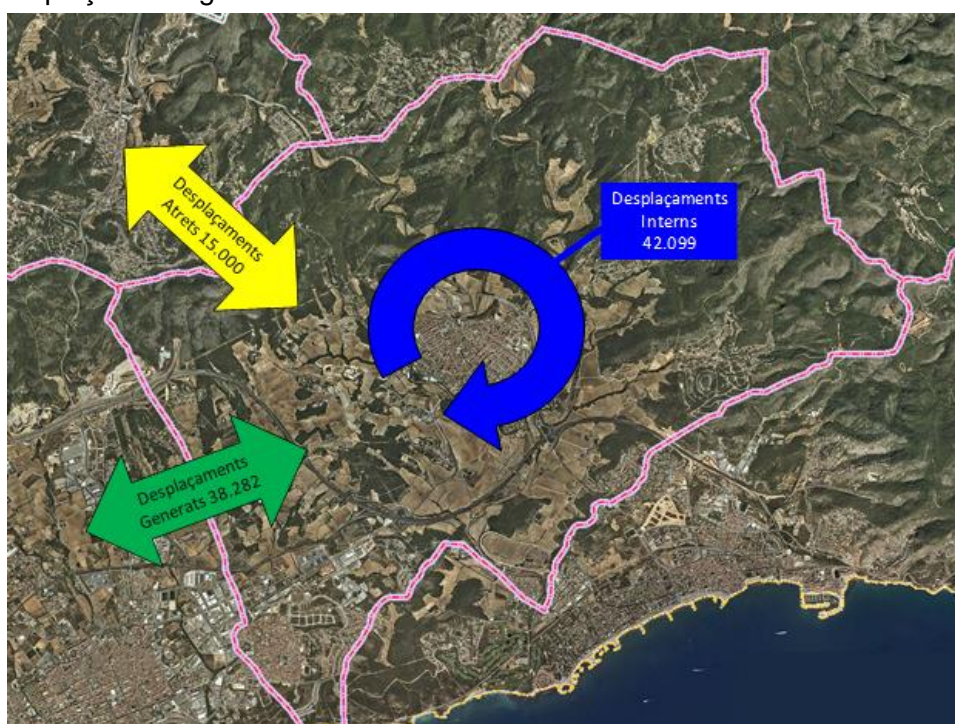 Desplaçaments
Atrets 15.000
Desplaçaments
Interns
42.099
Desplaçaments
Generats 38.282